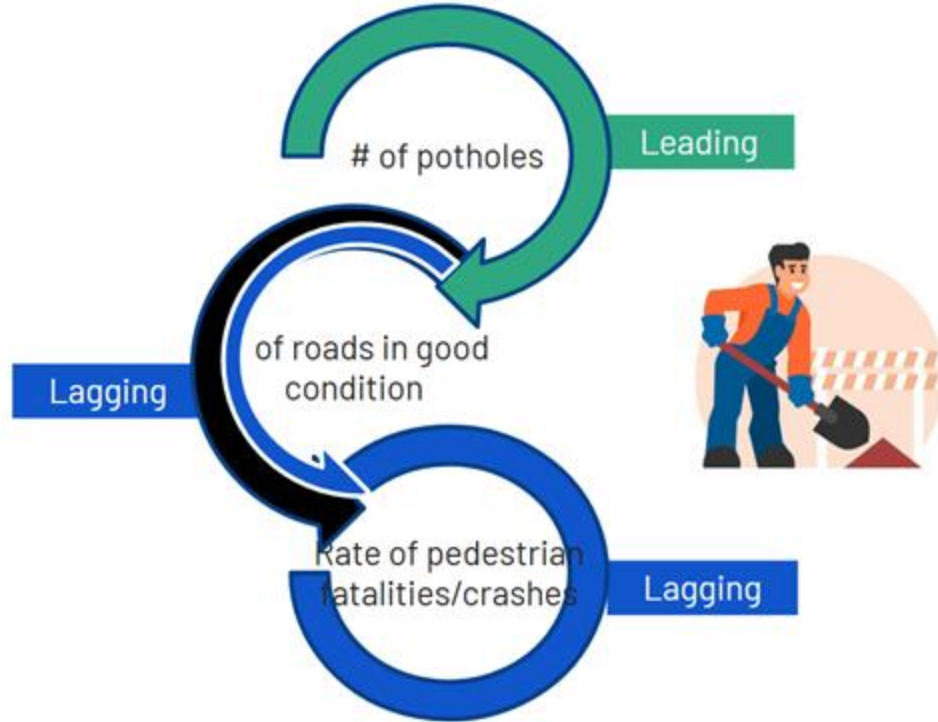 # of potholes
Leading
of roads in good
condition
Lagging
Rate of pedestrian
fatalities/crashes
Lagging